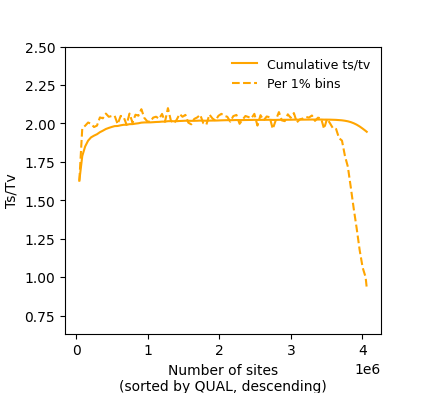 2.50
2.25
2.00
1.75
1.50
1.25
1.00
0.75
Ts/Tv
Cumulative ts/tv
Per 1% bins
0 1 2 3 4
1e6
Number of sites
(sorted by QUAL, descending)